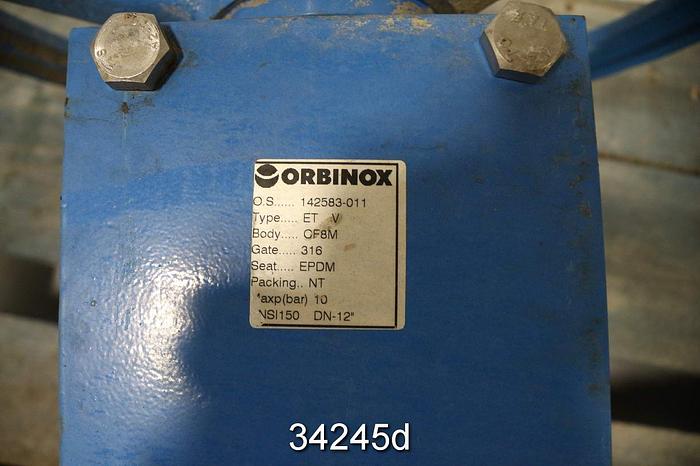 ORBINOX
O.S...... 142583-011
Type..... ET V
Body..... CF8M
Gate..... 316
Seat..... EPDM
Packing.. NT
axp(bar) 10
NSI150 DN-12"
34245d